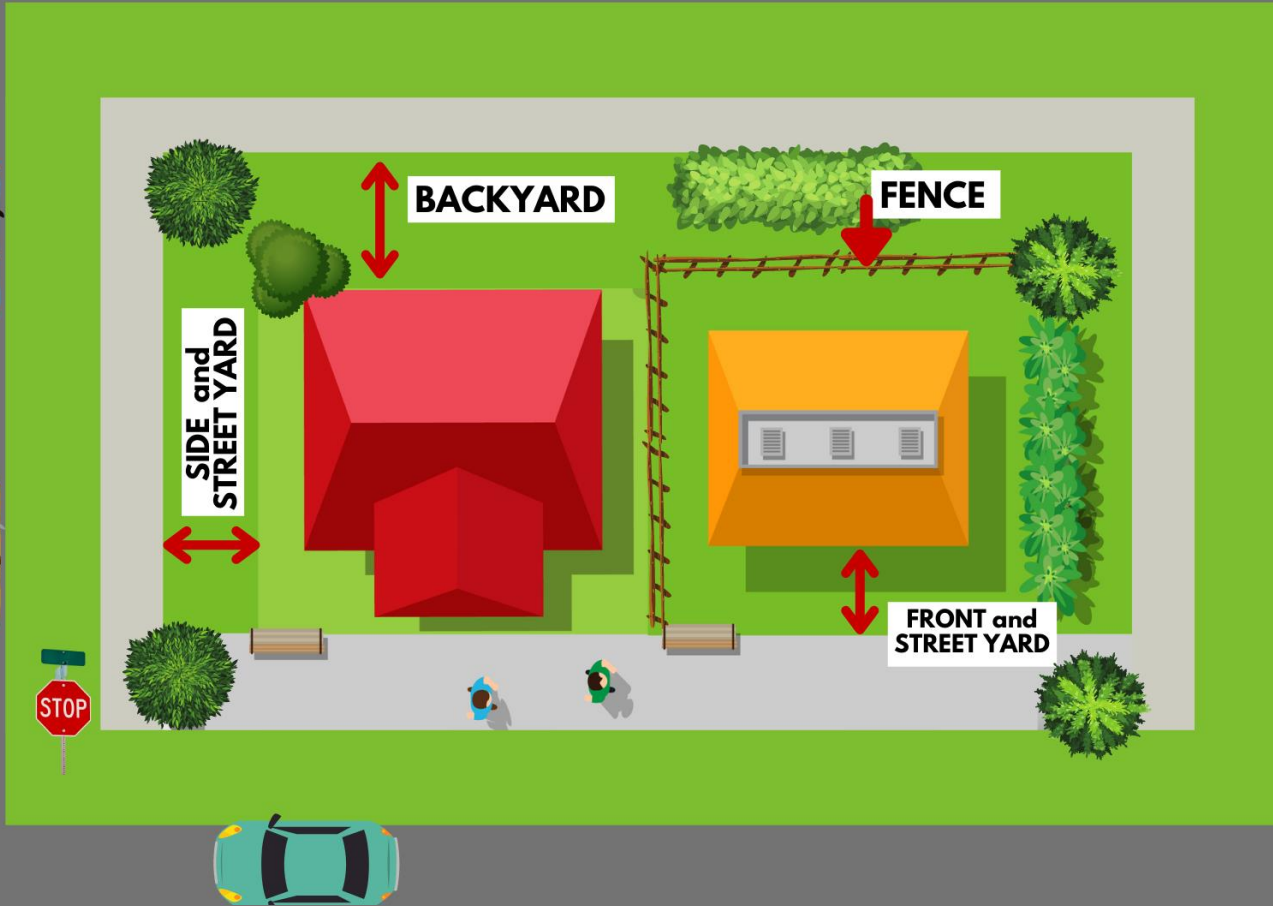 BACKYARD
FENCE
SIDE and
STREET YARD
FRONT and
STREET YARD
STOP